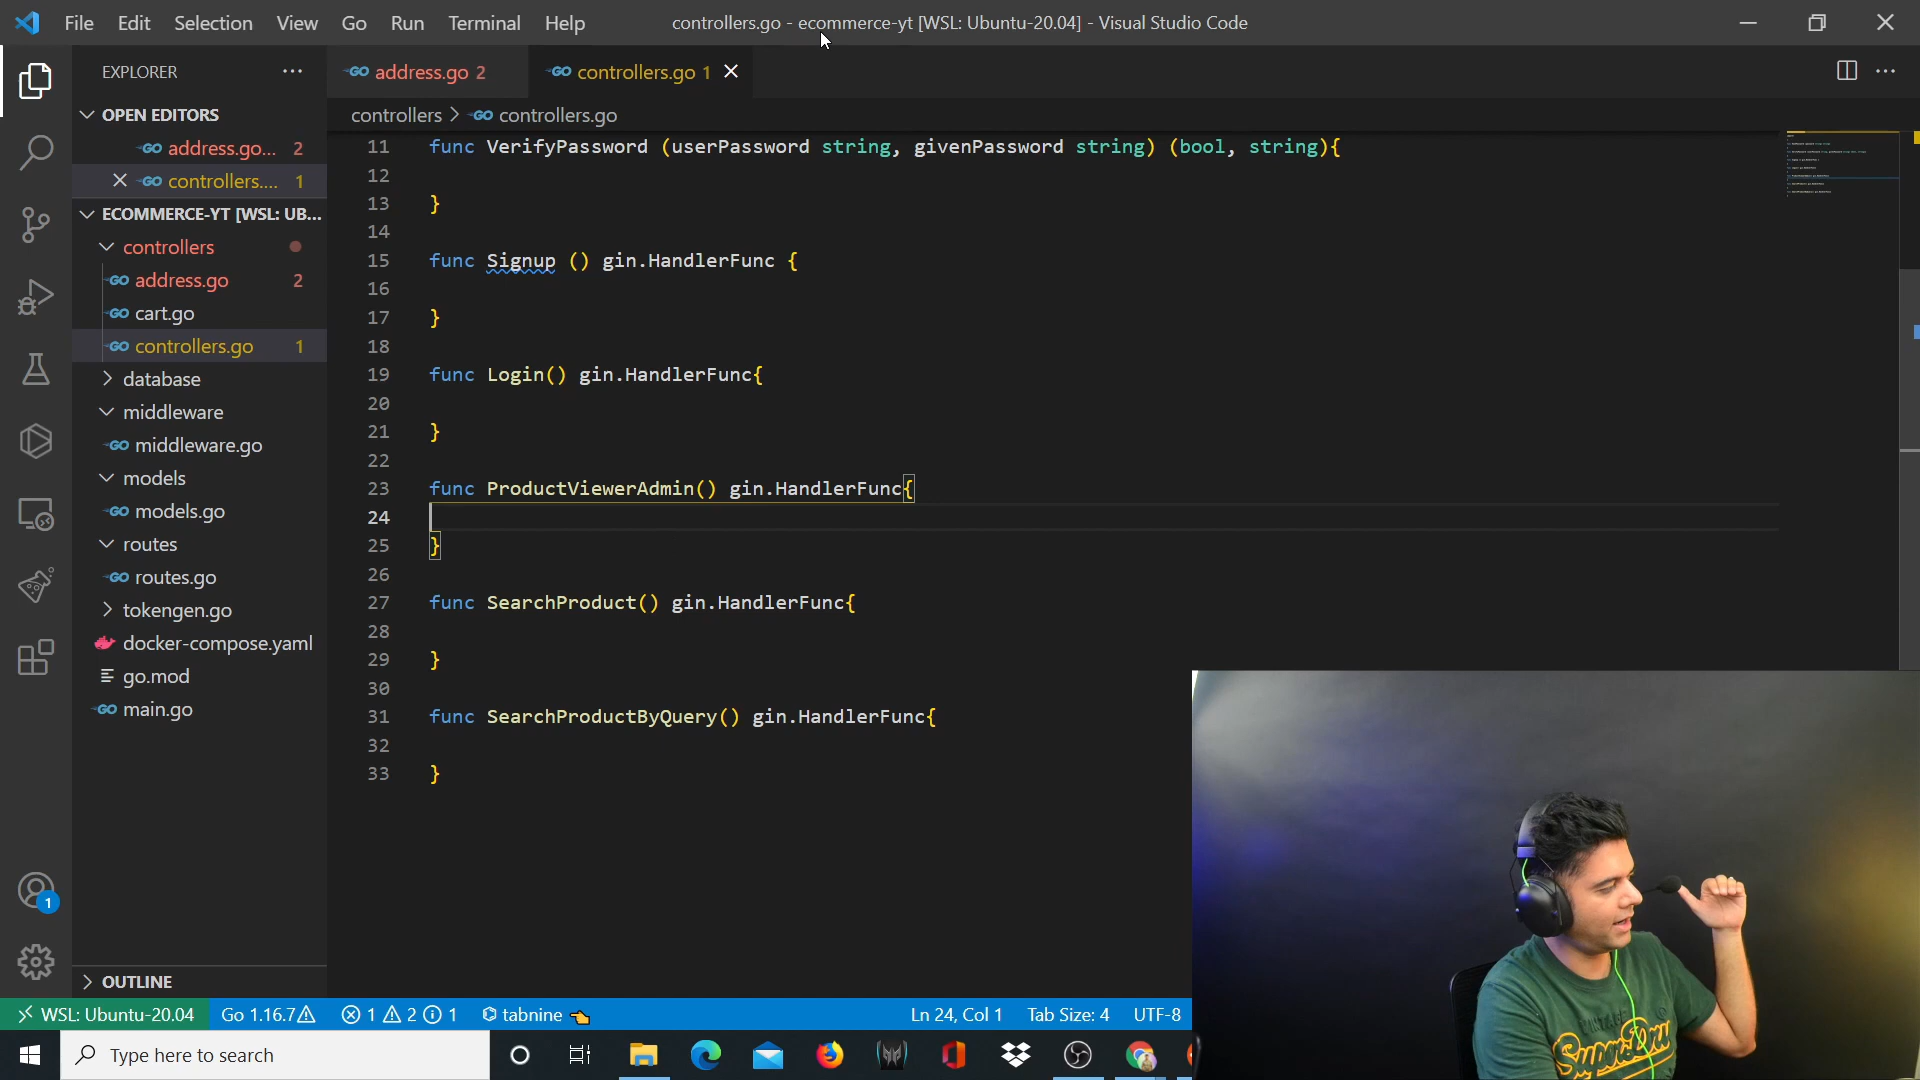 File Edit Selection View Go Run Terminal Help
controllers.go - ecommerce-yt [WSL: Ubuntu-20.04] - Visual Studio Code
EXPLORER
address.go 2
controllers.go 1
OPEN EDITORS
address.go... 2
controllers.... 1
ECOMMERCE-YT [WSL: UB...
controllers
address.go 2
cart.go
controllers.go 1
database
middleware
middleware.go
models
models.go
routes
routes.go
tokengen.go
docker-compose.yaml
go.mod
main.go
OUTLINE
controllers > controllers.go
11 func VerifyPassword (userPassword string, givenPassword string) (bool, string){
12
13 }
14
15 func Signup () gin.HandlerFunc {
16
17 }
18
19 func Login() gin.HandlerFunc{
20
21 }
22
23 func ProductViewerAdmin() gin.HandlerFunc{
24
25 }
26
27 func SearchProduct() gin.HandlerFunc{
28
29 }
30
31 func SearchProductByQuery() gin.HandlerFunc{
32
33 }
1
WSL: Ubuntu-20.04 Go 1.16.7 1 2 1 tabnine Ln 24, Col 1 Tab Size: 4 UTF-8
Type here to search